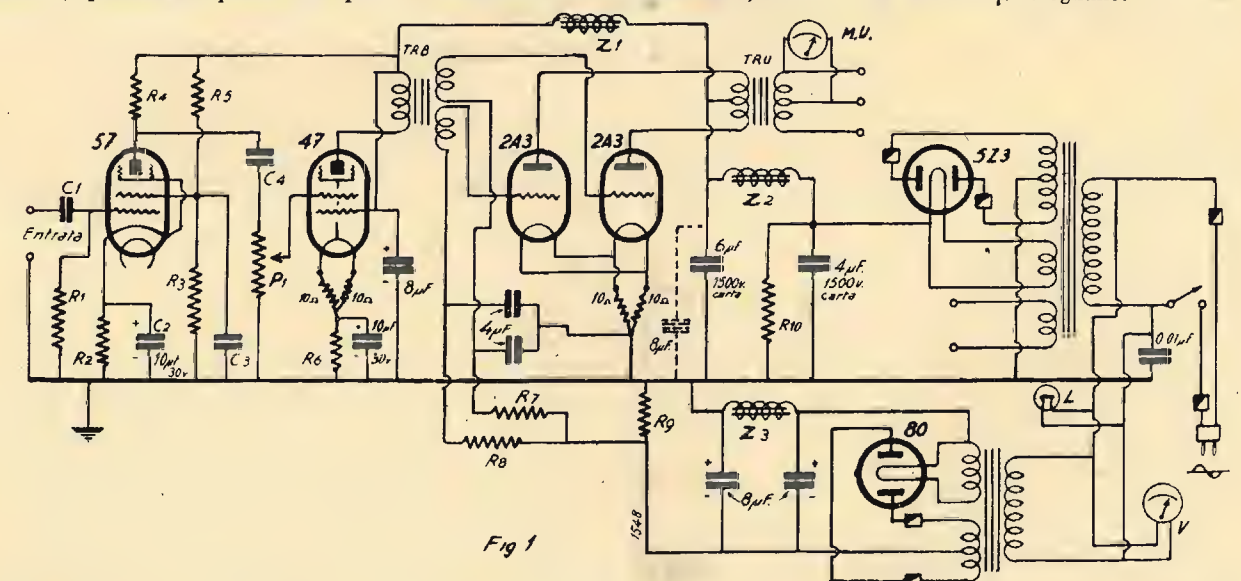 Z1
TRB
TRU
M.U.
R4
R5
57
47
2A3
2A3
5Z3
C1
C4
Z2
Entrata
P1
+
8µF
-
6µF
1500v.
carta
4µF.
1500v.
carta
10Ω
10Ω
10Ω
10Ω
R1
R3
R10
4µF
8µF.
0.01µF
R2
+
C2
10µF
-
30v
C3
R6
10µF
-
30v
R7
R8
R9
Z3
80
L
+
-
8µF.
+
-
V
1548
Fig 1